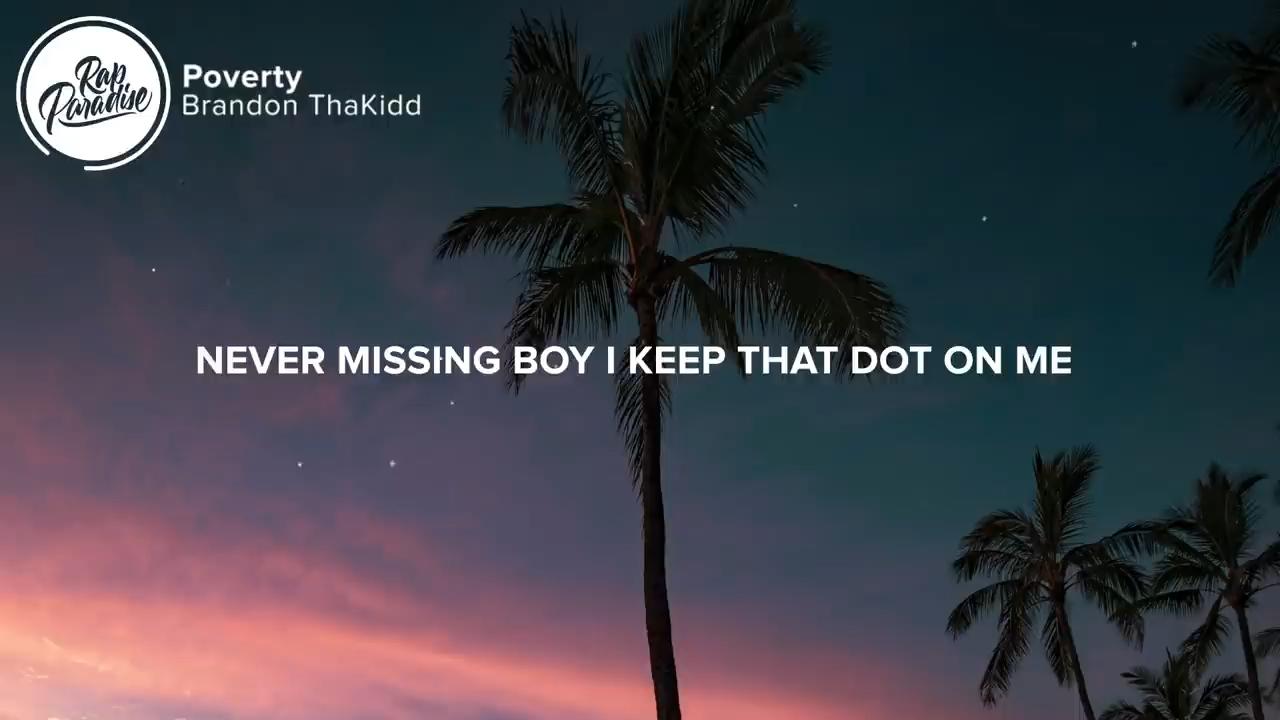 Rap
Paradise
Poverty
Brandon ThaKidd
NEVER MISSING BOY I KEEP THAT DOT ON ME